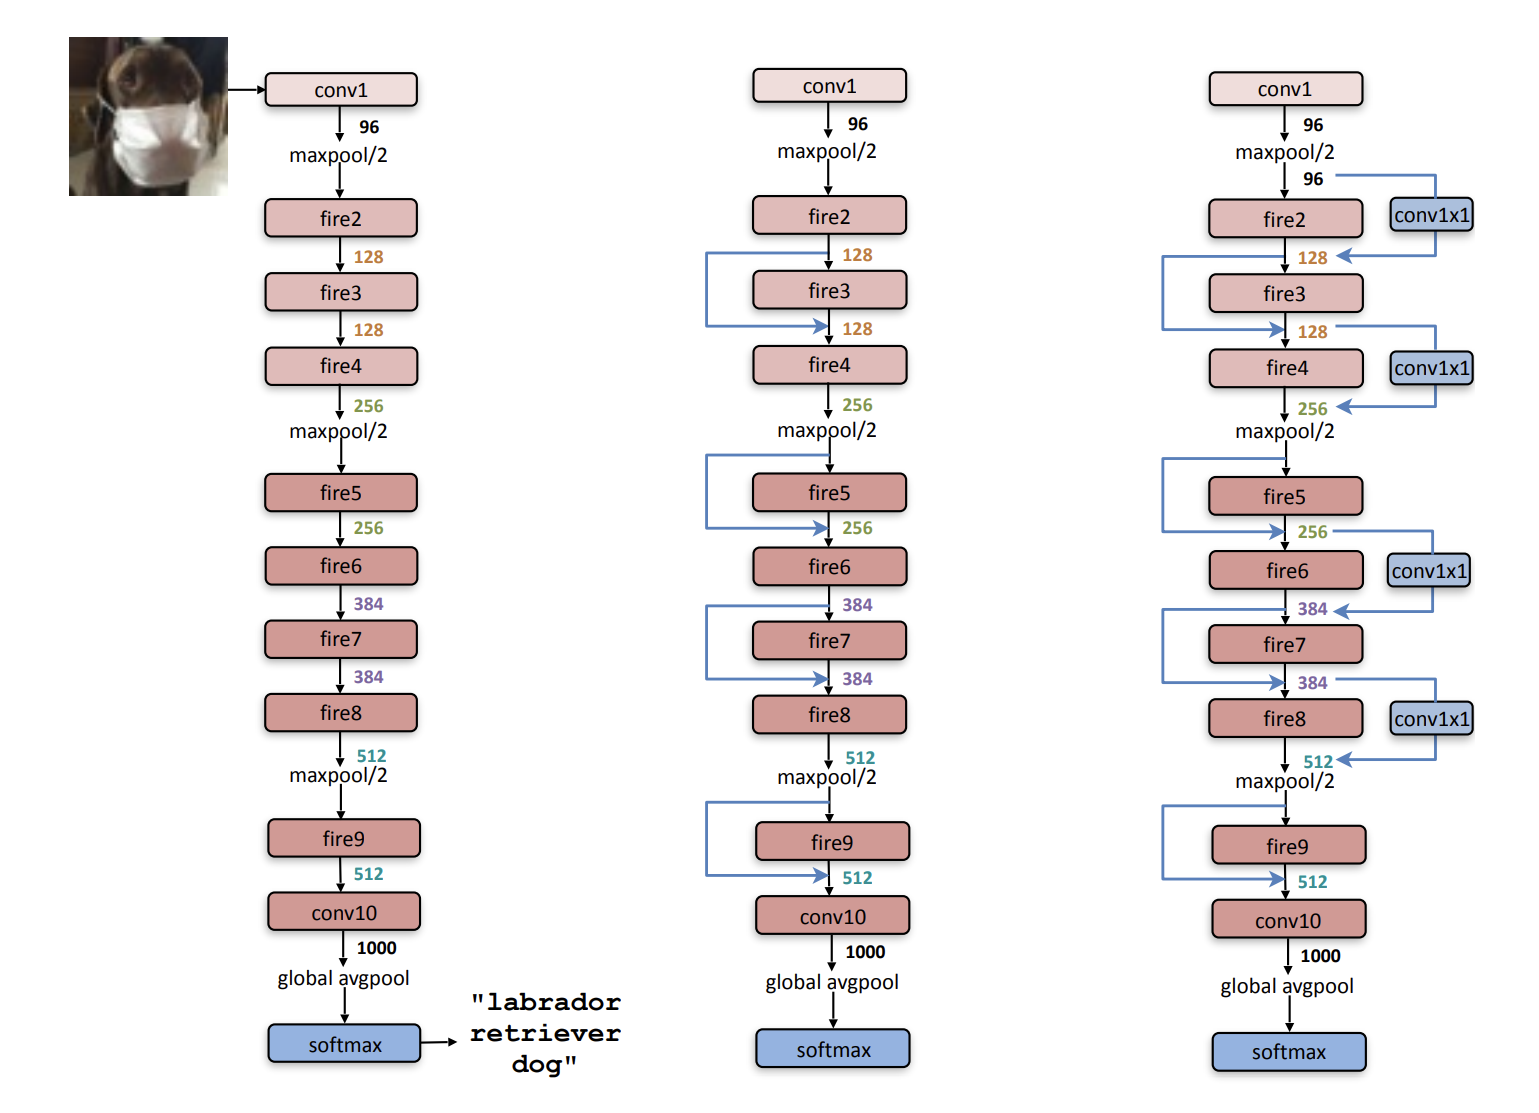 conv1
96
maxpool/2
fire2
128
fire3
128
fire4
256
maxpool/2
fire5
256
fire6
384
fire7
384
fire8
512
maxpool/2
fire9
512
conv10
1000
global avgpool
softmax
"labrador
retriever
dog"
conv1
96
maxpool/2
fire2
128
fire3
128
fire4
256
maxpool/2
fire5
256
fire6
384
fire7
384
fire8
512
maxpool/2
fire9
512
conv10
1000
global avgpool
softmax
conv1
96
maxpool/2
96
fire2
conv1x1
128
fire3
128
fire4
conv1x1
256
maxpool/2
fire5
256
fire6
conv1x1
384
fire7
384
fire8
conv1x1
512
maxpool/2
fire9
512
conv10
1000
global avgpool
softmax